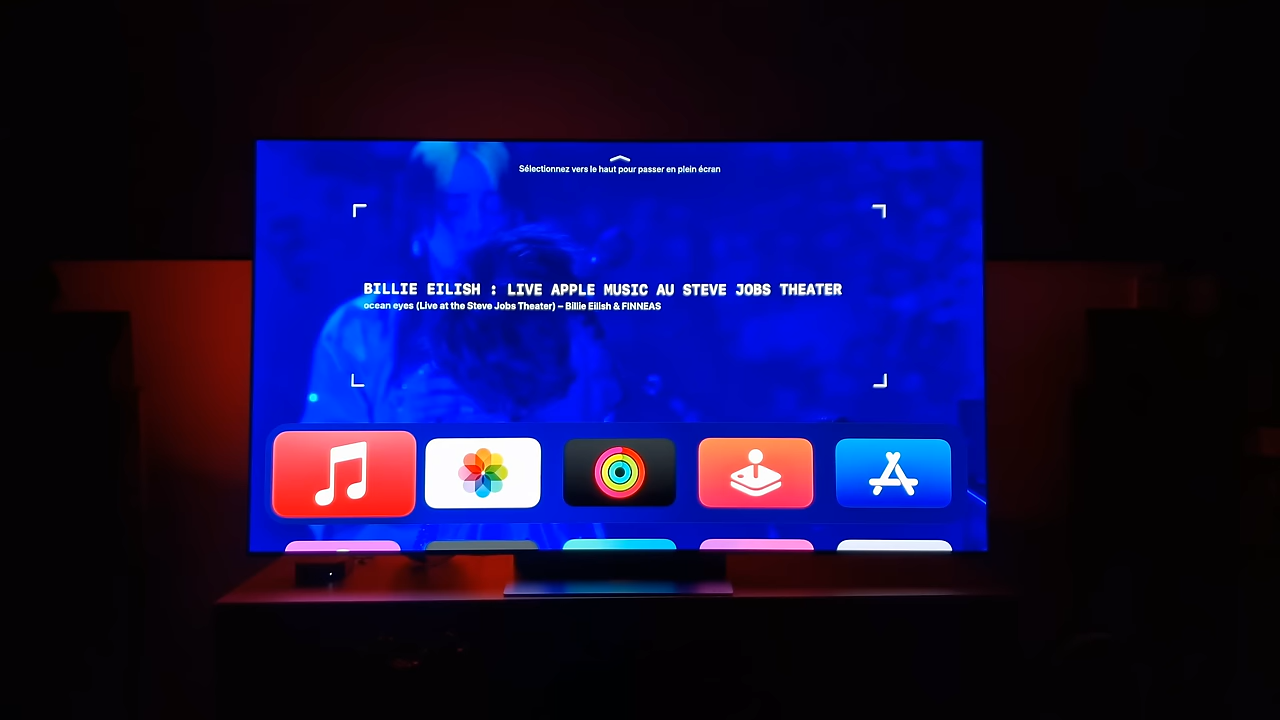 Sélectionnez vers le haut pour passer en plein écran
BILLIE EILISH : LIVE APPLE MUSIC AU STEVE JOBS THEATER
ocean eyes (Live at the Steve Jobs Theater) – Billie Eilish & FINNEAS